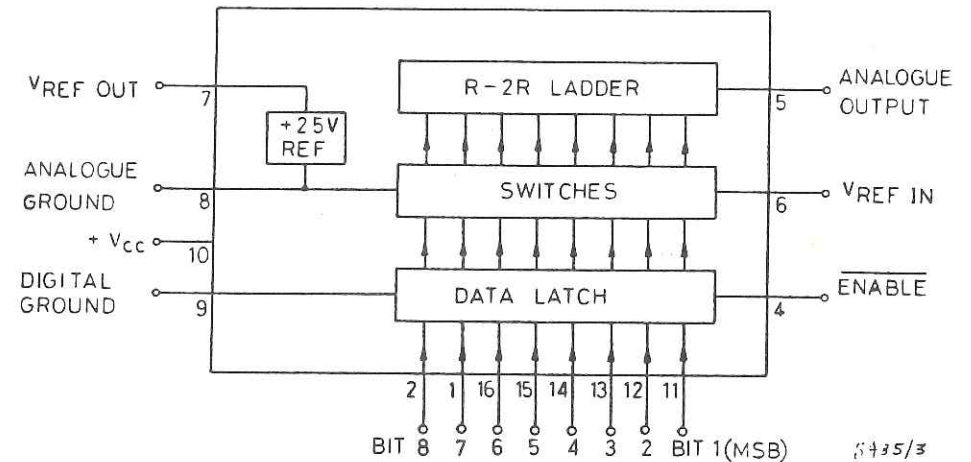 VREF OUT
7
+25V
REF
R-2R LADDER
5
ANALOGUE
OUTPUT
ANALOGUE
GROUND
8
SWITCHES
6
VREF IN
+ VCC
10
DIGITAL
GROUND
9
DATA LATCH
4
ENABLE
2 1 16 15 14 13 12 11
BIT 8 7 6 5 4 3 2 BIT 1(MSB)